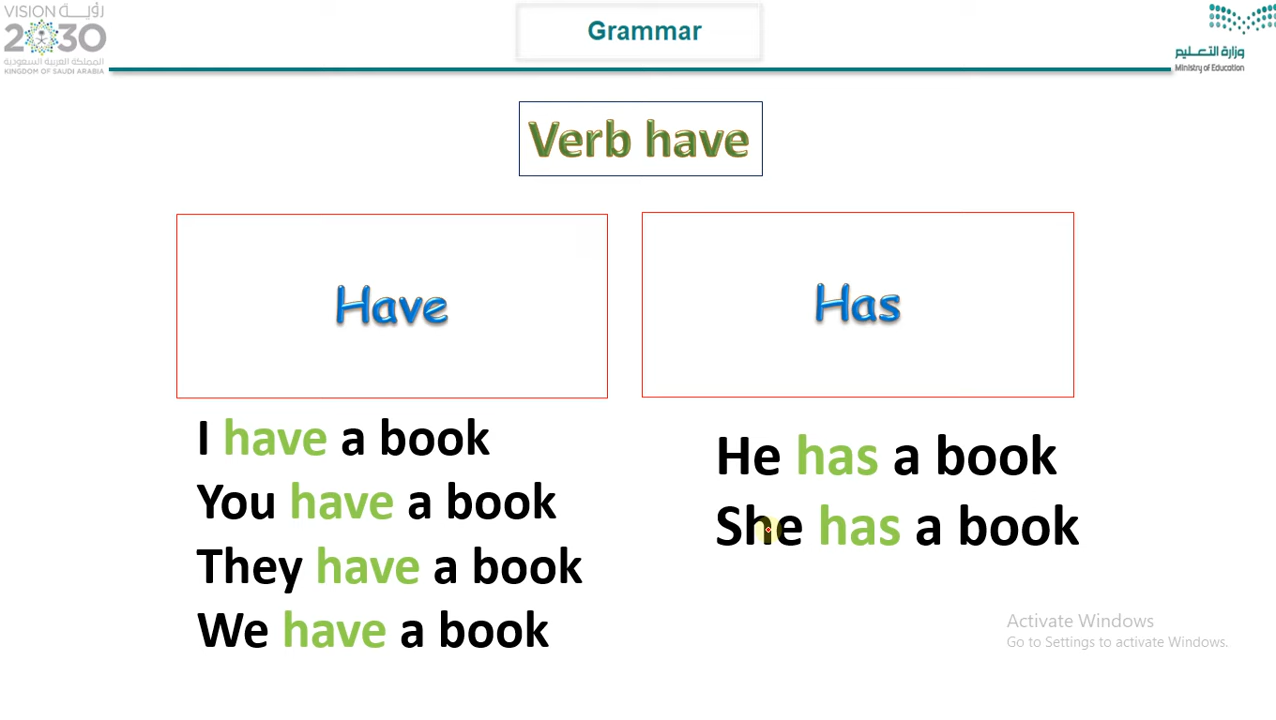 VISION رؤيــة
2030
المملكة العربية السعودية
KINGDOM OF SAUDI ARABIA
Grammar
وزارة التعـليم
Ministry of Education
Verb have
Have
Has
I have a book
You have a book
They have a book
We have a book
He has a book
She has a book
Activate Windows
Go to Settings to activate Windows.